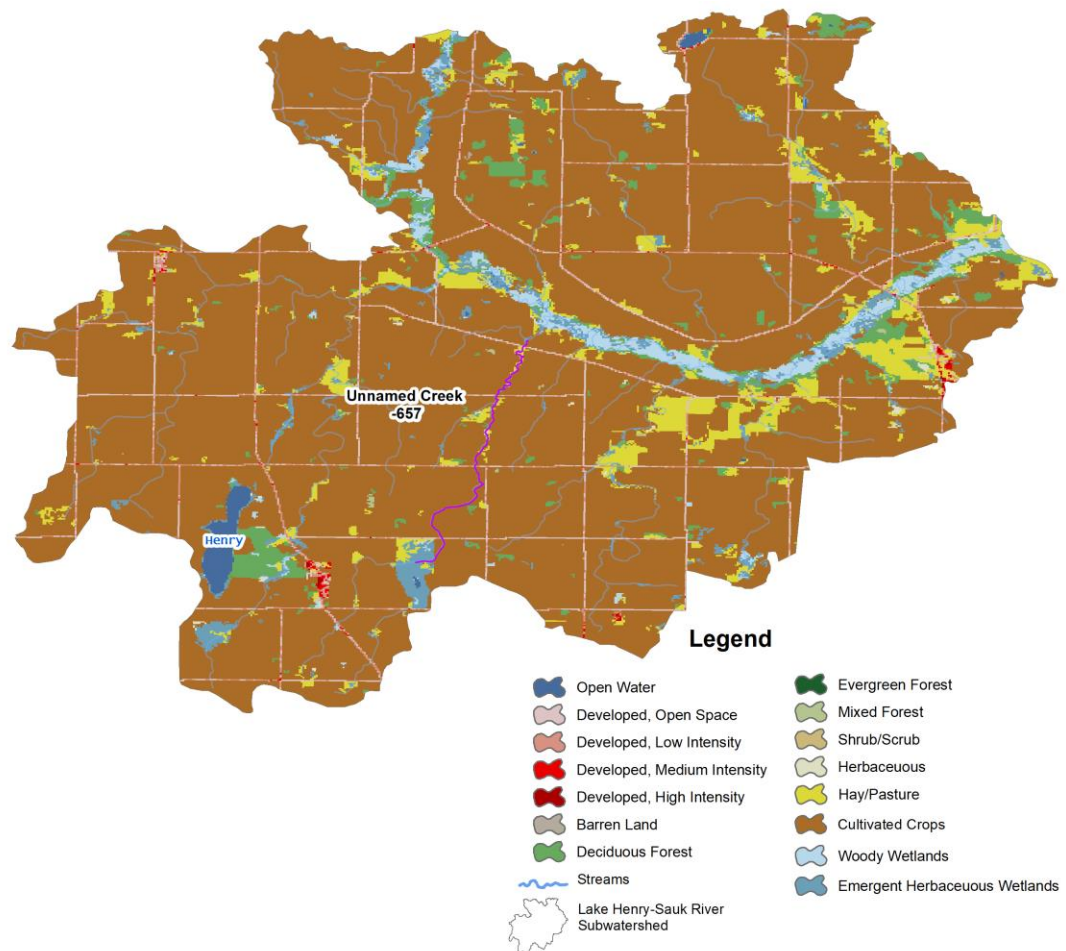 Unnamed Creek
-657
Henry
Legend
Open Water
Developed, Open Space
Developed, Low Intensity
Developed, Medium Intensity
Developed, High Intensity
Barren Land
Deciduous Forest
Streams
Lake Henry-Sauk River
Subwatershed
Evergreen Forest
Mixed Forest
Shrub/Scrub
Herbaceuous
Hay/Pasture
Cultivated Crops
Woody Wetlands
Emergent Herbaceuous Wetlands